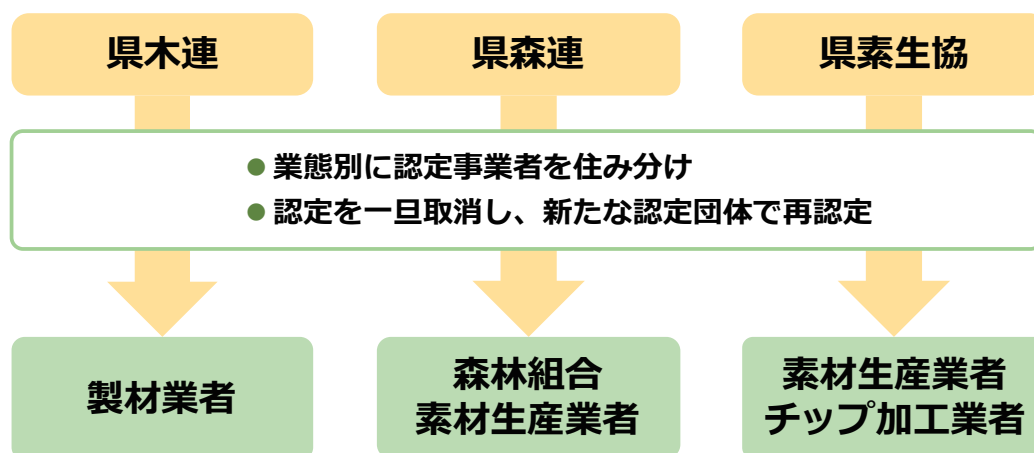 県木連
県森連
県素生協
● 業態別に認定事業者を住み分け
● 認定を一旦取消し、新たな認定団体で再認定
製材業者
森林組合
素材生産業者
素材生産業者
チップ加工業者